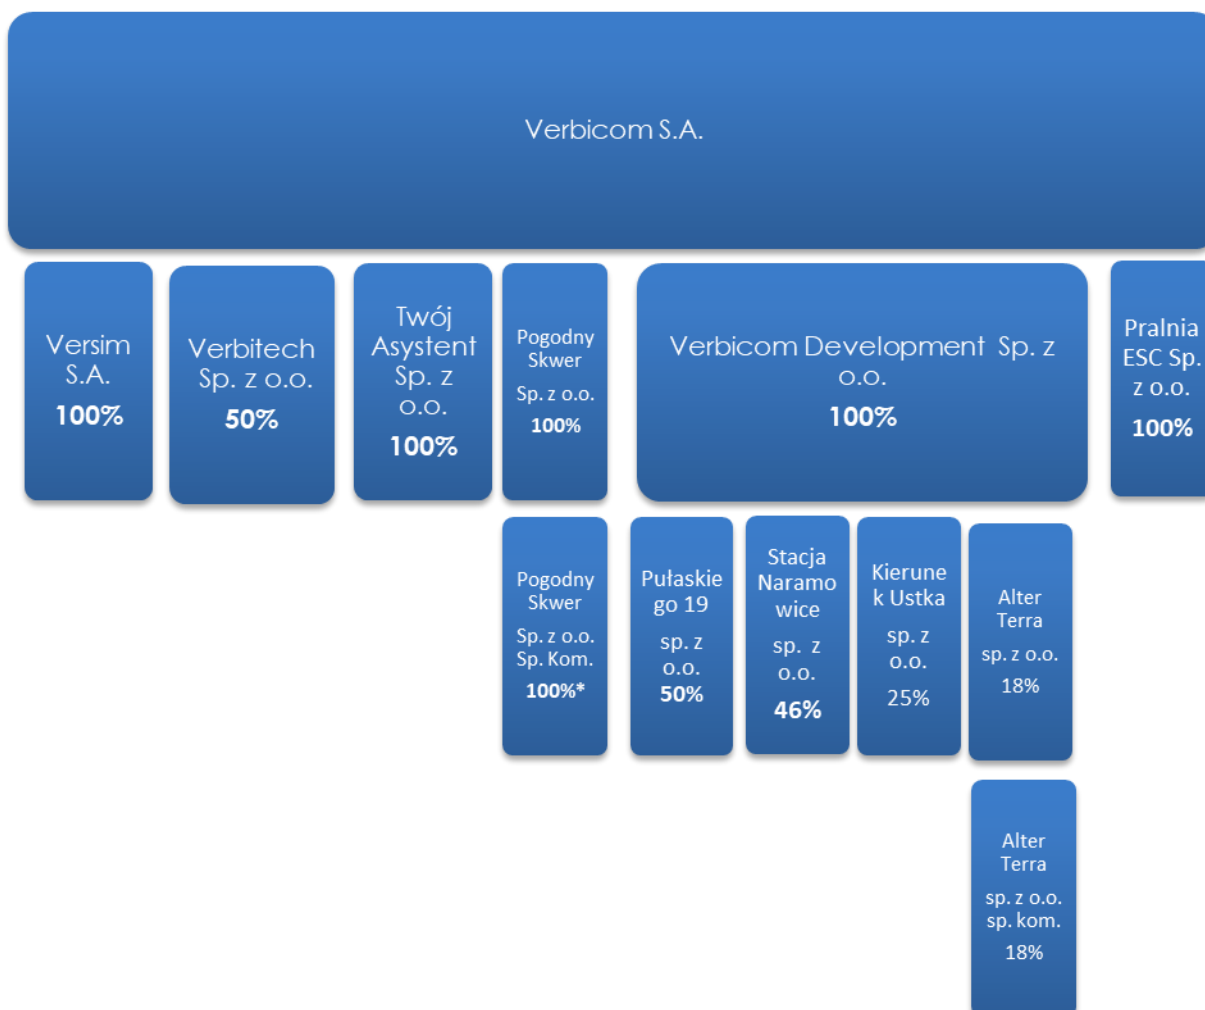 Verbicom S.A.
Versim
S.A.
100%
Verbitech
Sp. z o.o.
50%
Twój
Asystent
Sp. z
o.o.
100%
Pogodny
Skwer
Sp. z o.o.
100%
Verbicom Development Sp. z
o.o.
100%
Pralnia
ESC Sp.
z o.o.
100%
Pogodny
Skwer
Sp. z o.o.
Sp. Kom.
100%*
Pułaskie
go 19
sp. z
o.o.
50%
Stacja
Naramo
wice
sp. z
o.o.
46%
Kierune
k Ustka
sp. z
o.o.
25%
Alter
Terra
sp. z o.o.
18%
Alter
Terra
sp. z o.o.
sp. kom.
18%